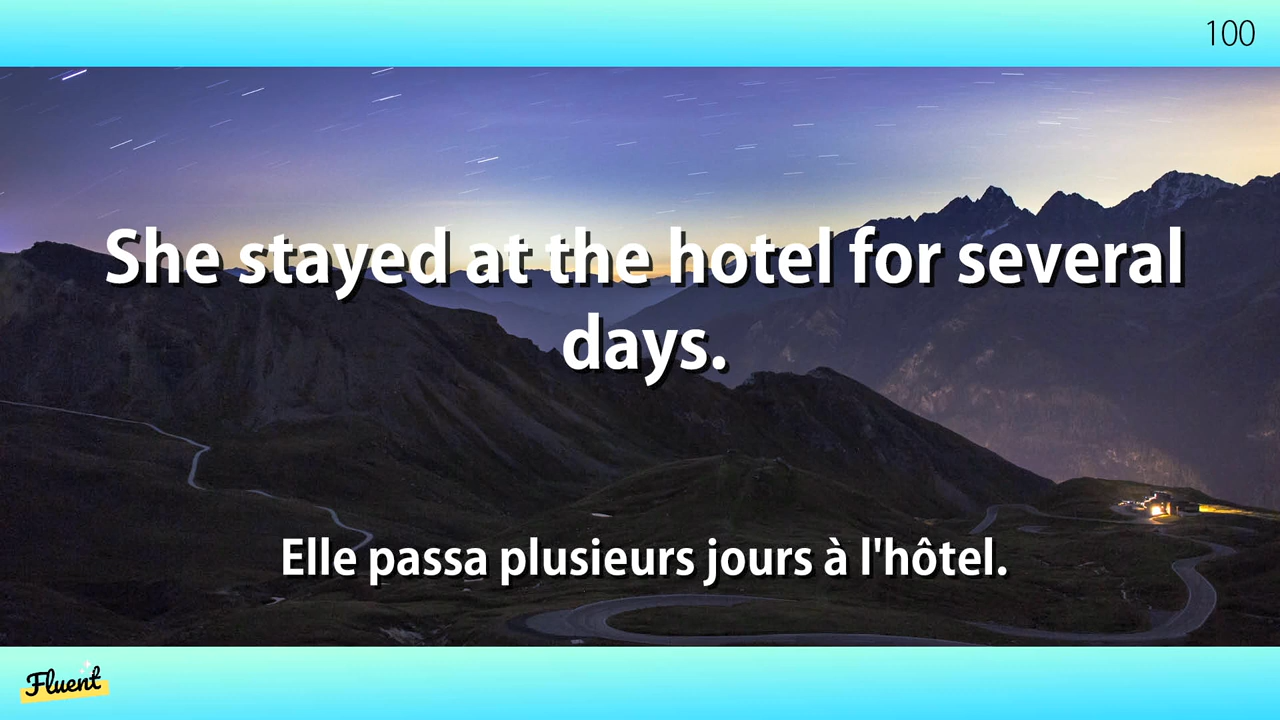 100
She stayed at the hotel for several
days.
Elle passa plusieurs jours à l'hôtel.
Fluent